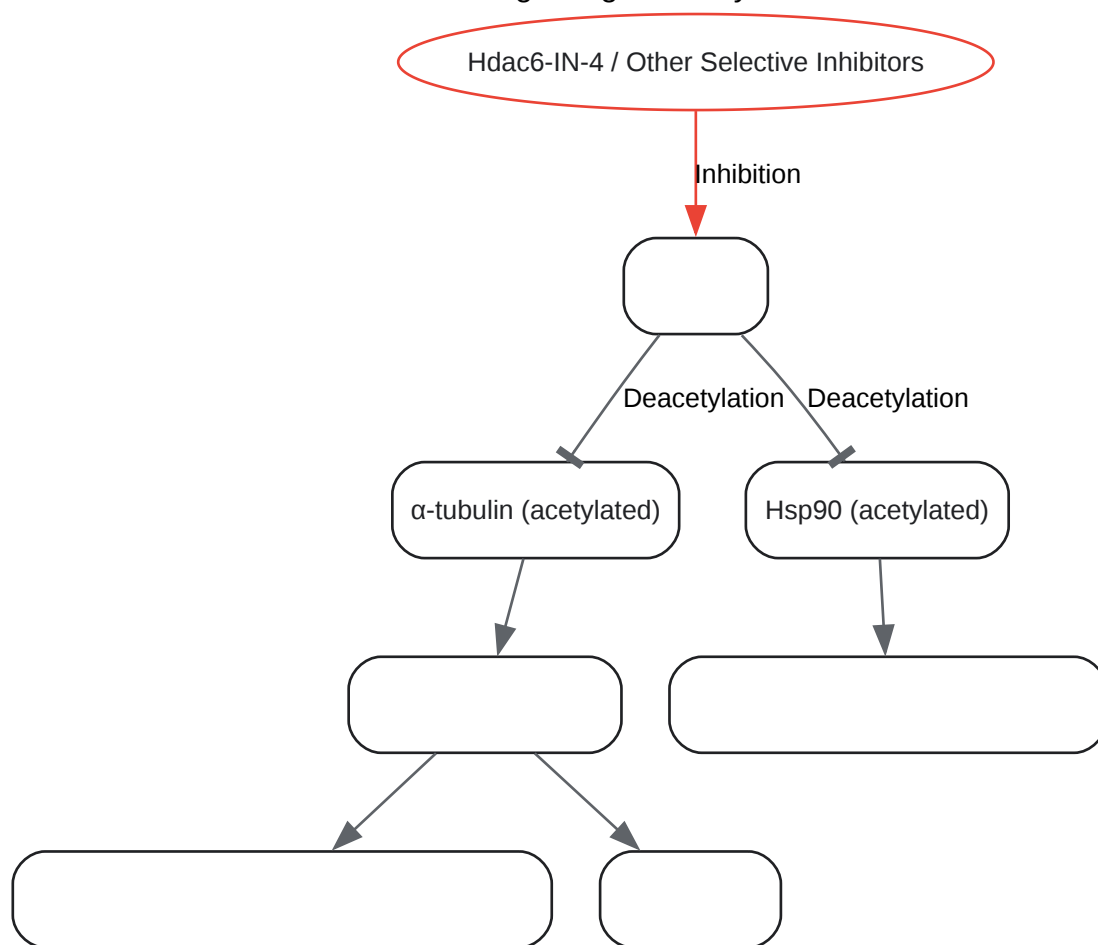 Hdac6-IN-4 / Other Selective Inhibitors
Inhibition
Deacetylation
Deacetylation
α-tubulin (acetylated)
Hsp90 (acetylated)